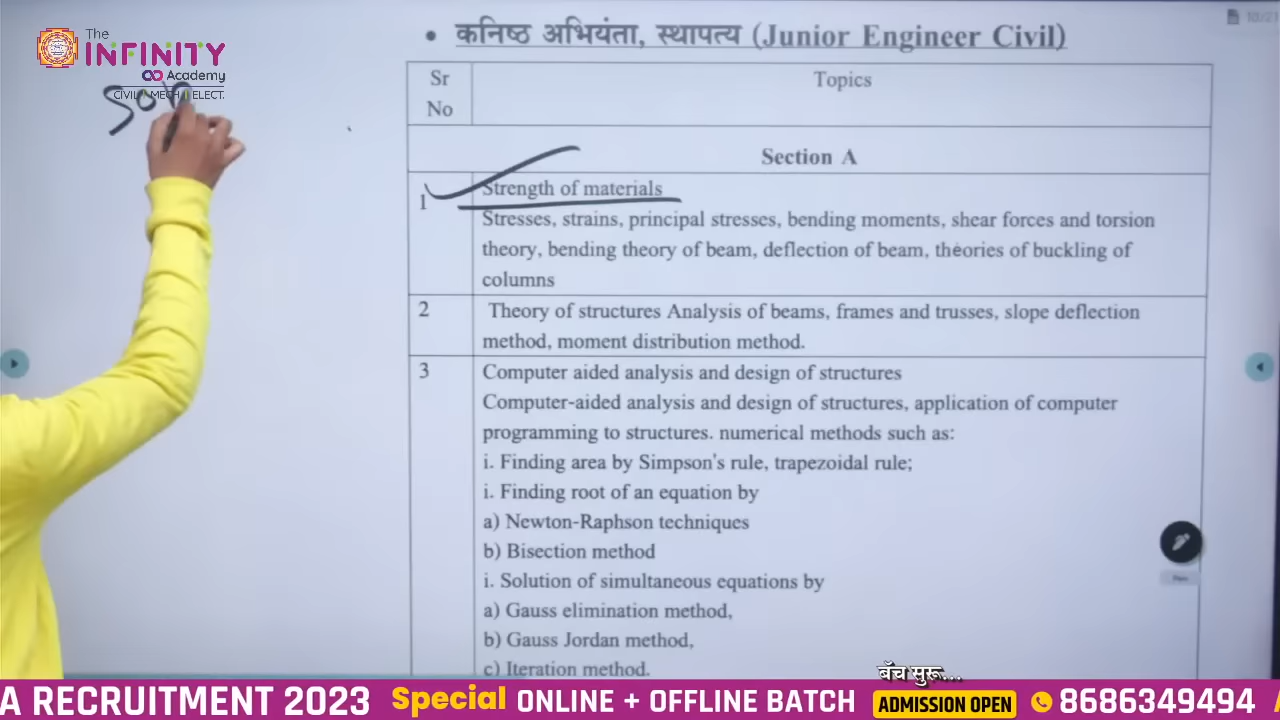 The
INFINITY
Academy
CIVIL MECH ELECT.
• कनिष्ठ अभियंता, स्थापत्य (Junior Engineer Civil)
Sr No
Topics
Section A
1
Strength of materials
Stresses, strains, principal stresses, bending moments, shear forces and torsion
theory, bending theory of beam, deflection of beam, theories of buckling of
columns
2
Theory of structures Analysis of beams, frames and trusses, slope deflection
method, moment distribution method.
3
Computer aided analysis and design of structures
Computer-aided analysis and design of structures, application of computer
programming to structures. numerical methods such as:
i. Finding area by Simpson's rule, trapezoidal rule;
i. Finding root of an equation by
a) Newton-Raphson techniques
b) Bisection method
i. Solution of simultaneous equations by
a) Gauss elimination method,
b) Gauss Jordan method,
c) Iteration method.
Pen
बॅच सुरू...
A RECRUITMENT 2023 Special ONLINE + OFFLINE BATCH ADMISSION OPEN 8686349494